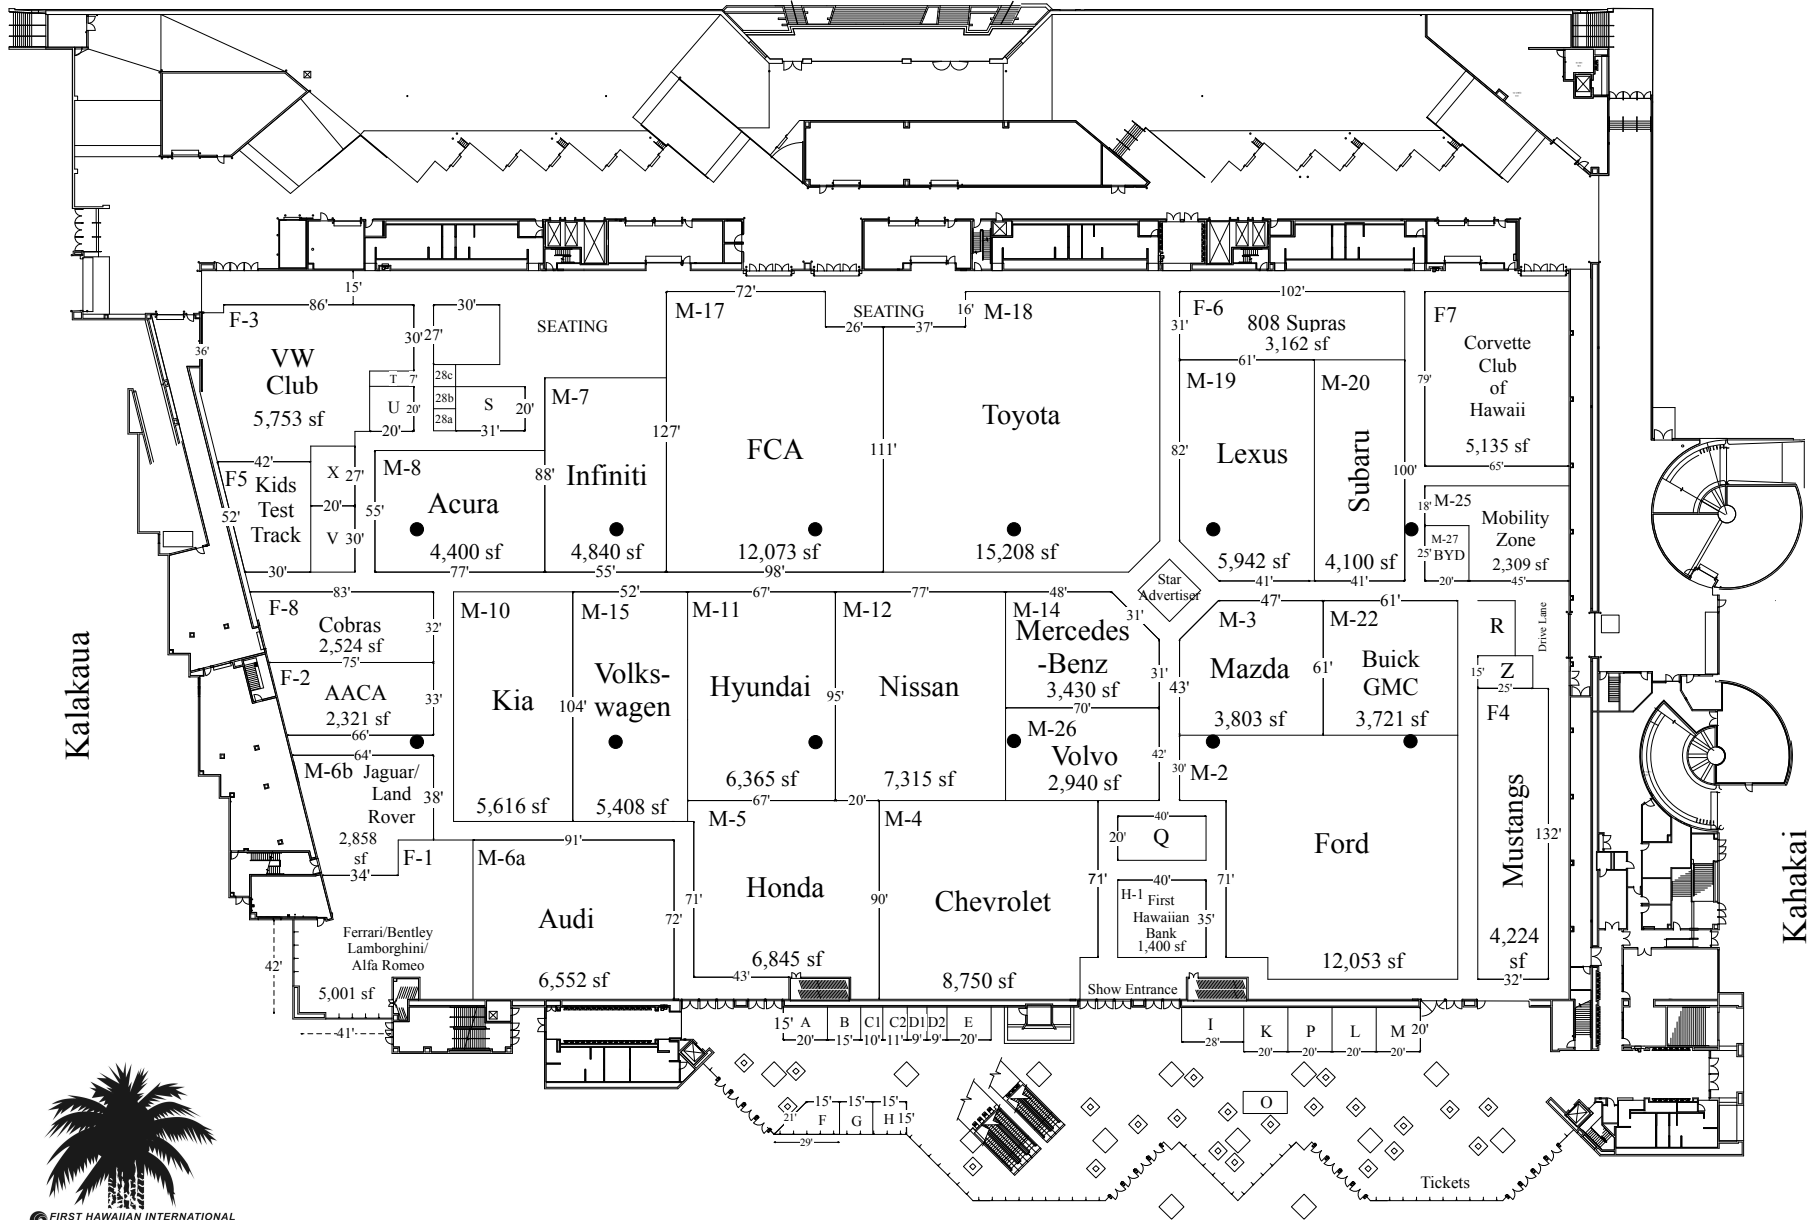 15'
86'
30'
72'
102'
F-3
M-17
SEATING
16'
M-18
F-6
F7
SEATING
26'
37'
31'
808 Supras
3,162 sf
30'
27'
36'
VW
Club
5,753 sf
Corvette
Club
of
Hawaii
5,135 sf
79'
65'
T
7'
28c
28b
28a
U
20'
20'
S
20'
31'
M-7
61'
M-19
M-20
Toyota
15,208 sf
127'
FCA
12,073 sf
111'
82'
Lexus
5,942 sf
Subaru
4,100 sf
100'
42'
F5
Kids
Test
Track
52'
30'
X
27'
20'
V
30'
M-8
Acura
4,400 sf
55'
77'
88'
Infiniti
4,840 sf
55'
98'
41'
41'
18'
M-25
Mobility
Zone
2,309 sf
M-27
BYD
25'
20'
45'
Star
Advertiser
83'
F-8
Cobras
2,524 sf
32'
75'
F-2
AACA
2,321 sf
33'
66'
M-10
Kia
5,616 sf
52'
M-15
Volks-
wagen
5,408 sf
104'
67'
M-11
Hyundai
6,365 sf
95'
67'
77'
M-12
Nissan
7,315 sf
20'
48'
M-14
31'
Mercedes
-Benz
3,430 sf
31'
70'
M-26
Volvo
2,940 sf
42'
47'
M-3
Mazda
3,803 sf
43'
61'
M-22
Buick
GMC
3,721 sf
61'
R
Drive Lane
15'
Z
25'
F4
Mustangs
4,224
sf
132'
32'
Kalakaua
Kahakai
64'
M-6b
Jaguar/
Land
Rover
2,858
sf
38'
34'
F-1
Ferrari/Bentley
Lamborghini/
Alfa Romeo
5,001 sf
42'
41'
91'
M-6a
Audi
6,552 sf
72'
M-5
Honda
6,845 sf
71'
43'
90'
M-4
Chevrolet
8,750 sf
71'
40'
20'
Q
40'
H-1
First
Hawaiian
Bank
1,400 sf
35'
30'
M-2
Ford
12,053 sf
71'
Show Entrance
15'
A
B
C1
C2
D1
D2
E
20'
15'
10'
11'
9'
9'
20'
I
28'
K
P
L
M
20'
20'
20'
20'
20'
15'
15'
15'
21'
F
G
H
15'
29'
O
Tickets
FIRST HAWAIIAN INTERNATIONAL